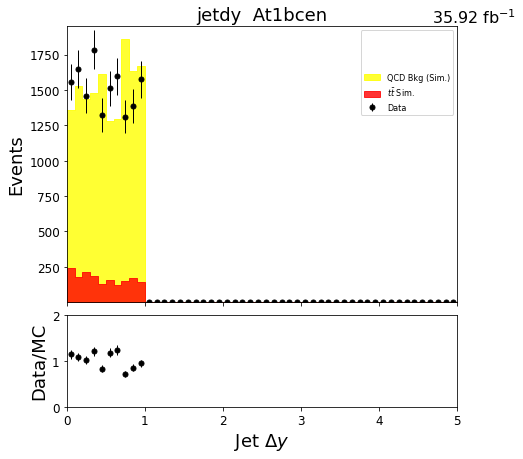 jetdy At1bcen
35.92 fb⁻¹
1750
1500
1250
1000
750
500
250
Events
QCD Bkg (Sim.)
tt̄ Sim.
Data
2
1
0
Data/MC
0 1 2 3 4 5
Jet Δy